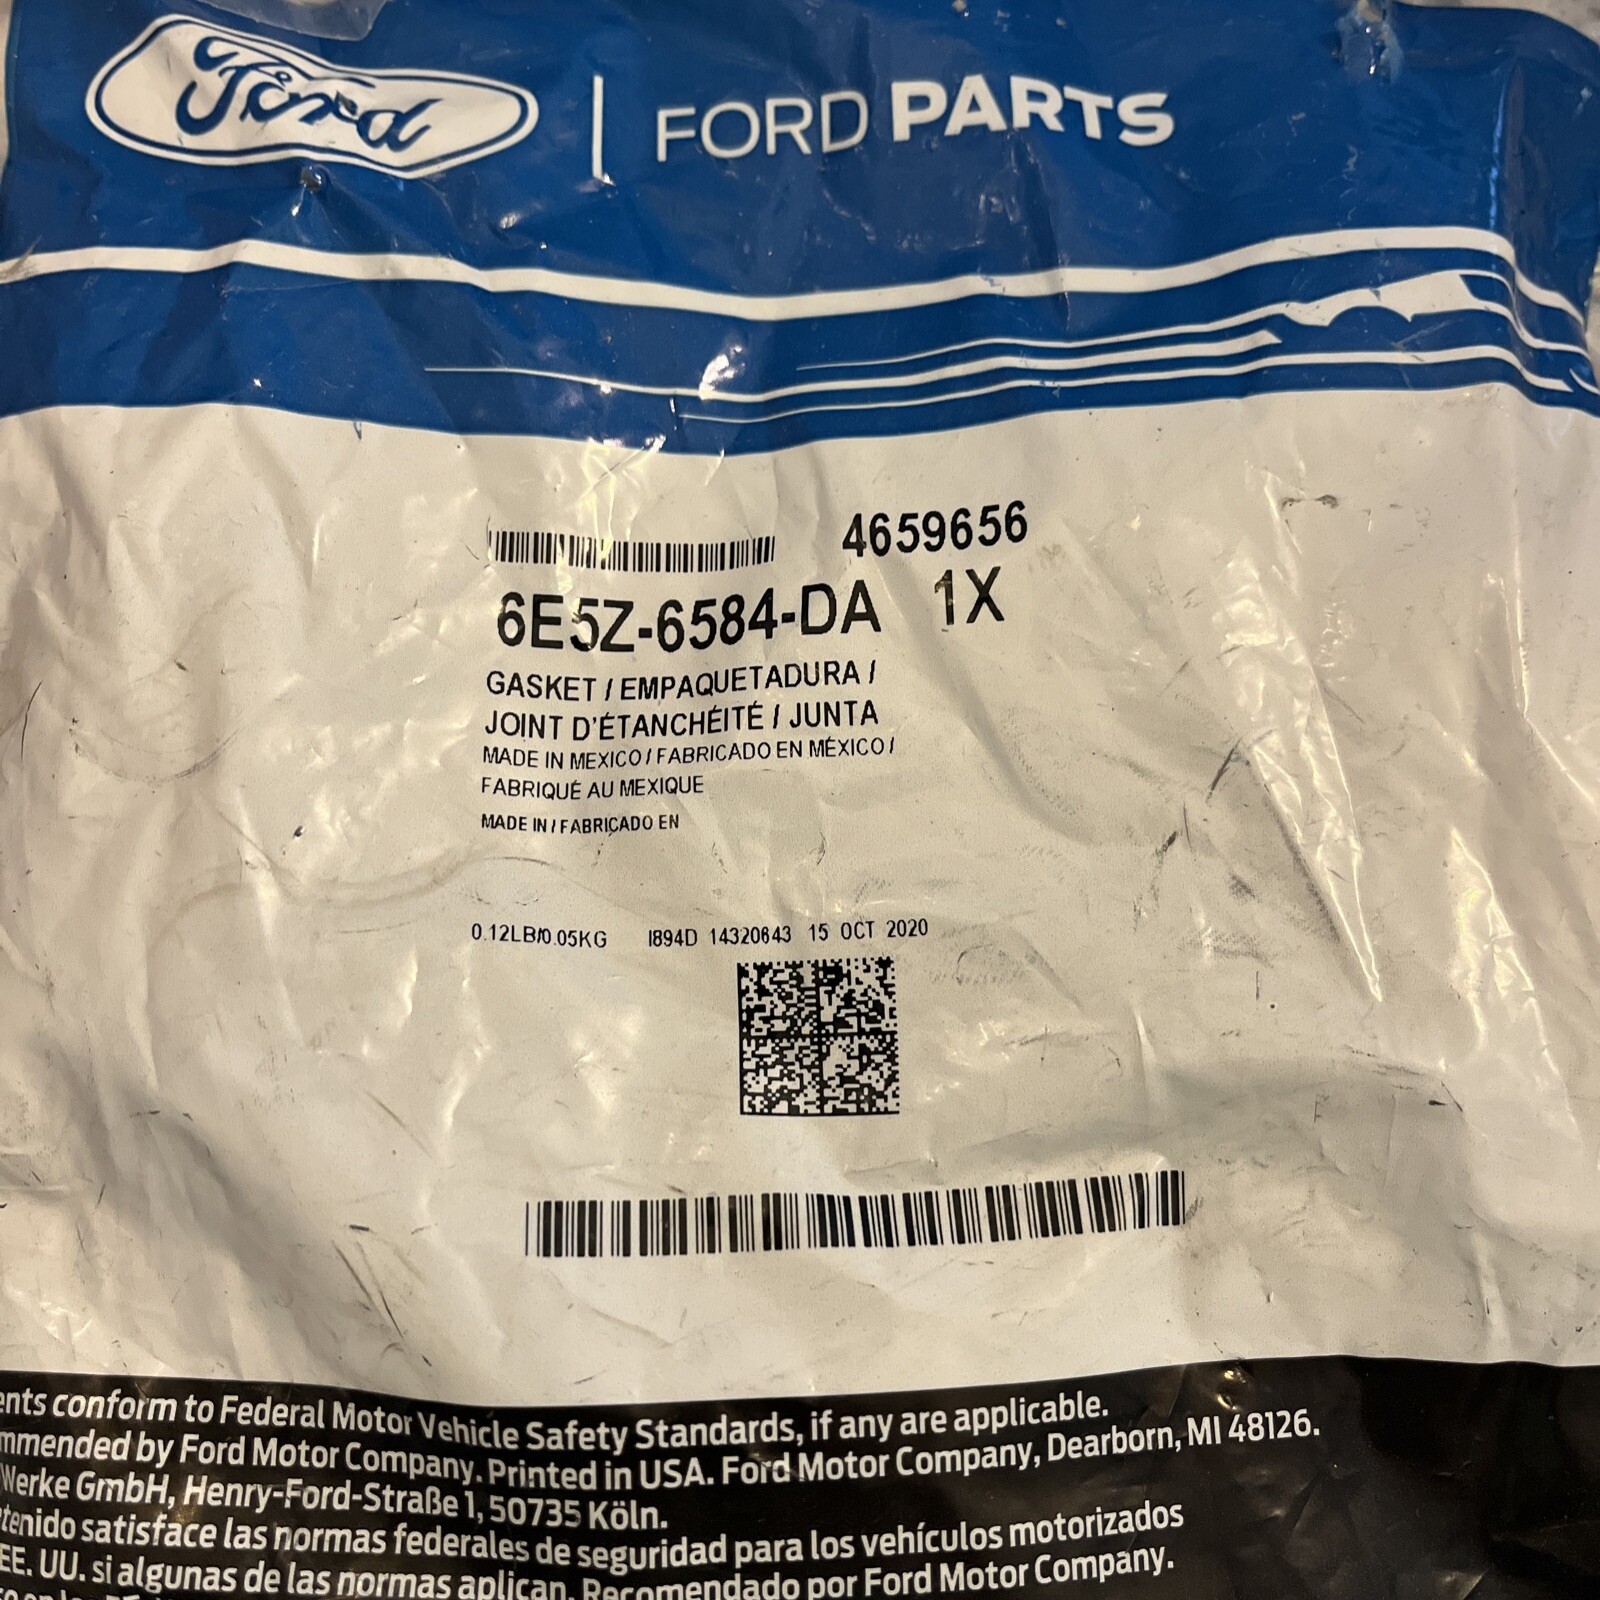 Ford
FORD PARTS
4659656
6E5Z-6584-DA 1X
GASKET / EMPAQUETADURA /
JOINT D'ÉTANCHÉITÉ / JUNTA
MADE IN MEXICO / FABRICADO EN MÉXICO /
FABRIQUÉ AU MEXIQUE
MADE IN / FABRICADO EN
0.12LB/0.05KG I894D 14320643 15 OCT 2020
ents conform to Federal Motor Vehicle Safety Standards, if any are applicable.
mmended by Ford Motor Company. Printed in USA. Ford Motor Company, Dearborn, MI 48126.
Werke GmbH, Henry-Ford-Straße 1, 50735 Köln.
tenido satisface las normas federales de seguridad para los vehículos motorizados
EE. UU. si algunas de las normas aplican. Recomendado por Ford Motor Company.